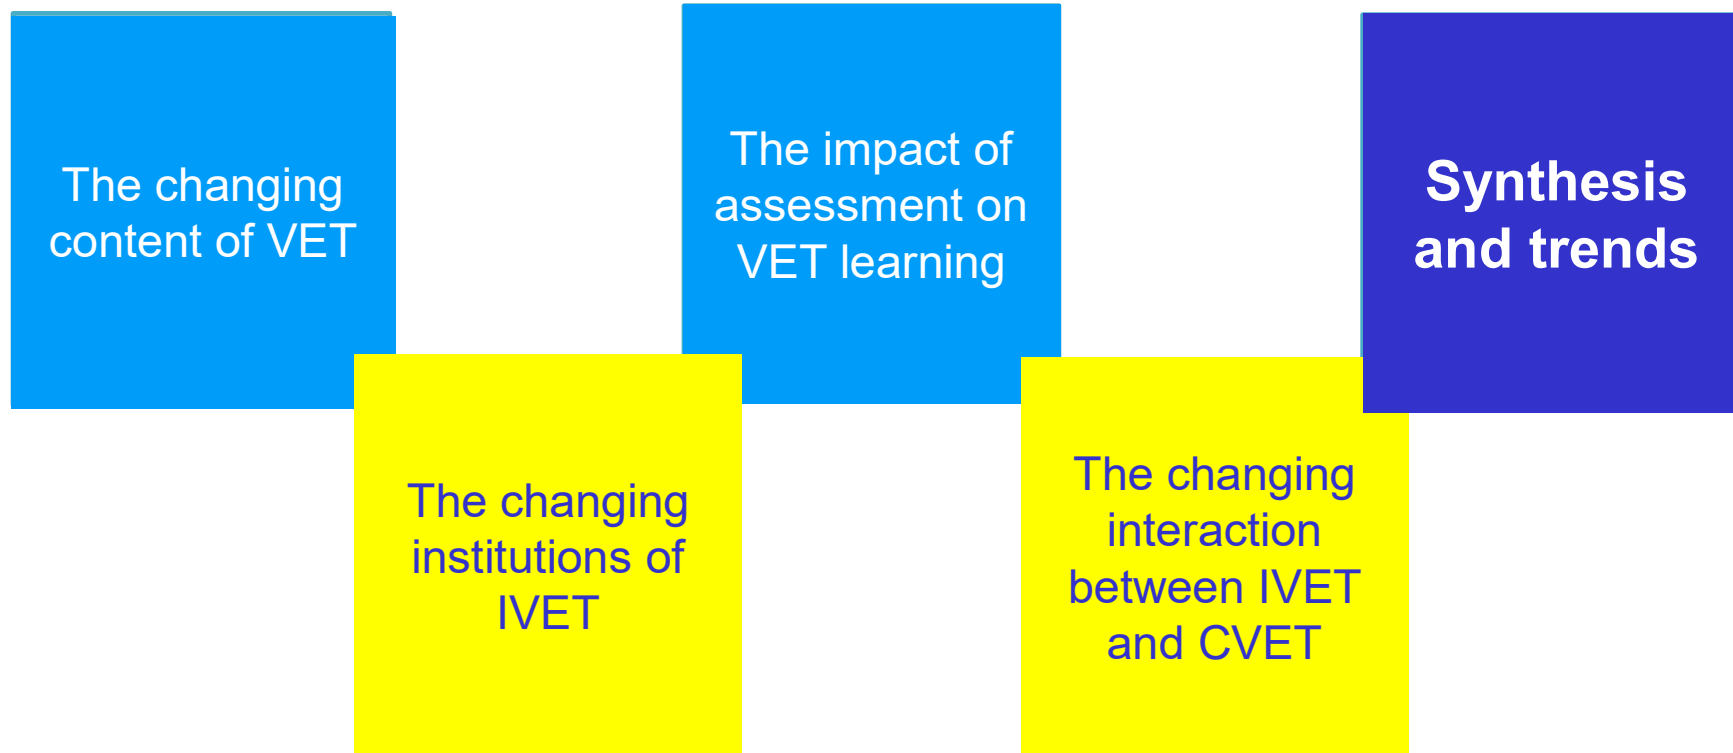 The changing
content of VET
The changing
institutions of
IVET
The impact of
assessment on
VET learning
The changing
interaction
between IVET
and CVET
Synthesis
and trends